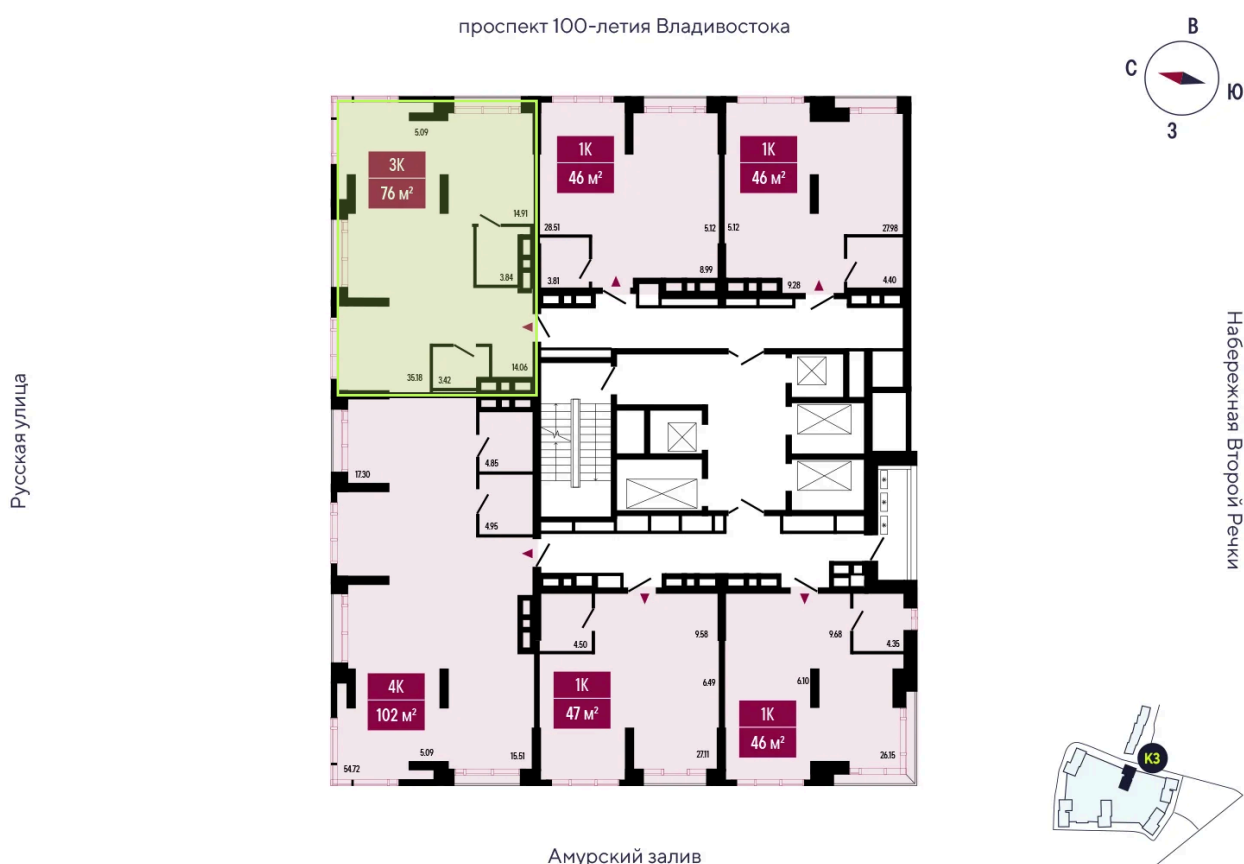 проспект 100-летия Владивостока
В
С
Ю
З
5.09
3К
76 м²
14.91
3.84
35.18
3.42
14.06
1К
46 м²
28.51
5.12
3.81
8.99
1К
46 м²
5.12
27.98
9.28
4.40
Русская улица
Набережная Второй Речки
17.30
4.85
4.95
4К
102 м²
5.09
54.72
15.51
4.50
9.58
1К
47 м²
6.49
27.11
9.68
4.35
6.10
1К
46 м²
26.15
К3
Амурский залив